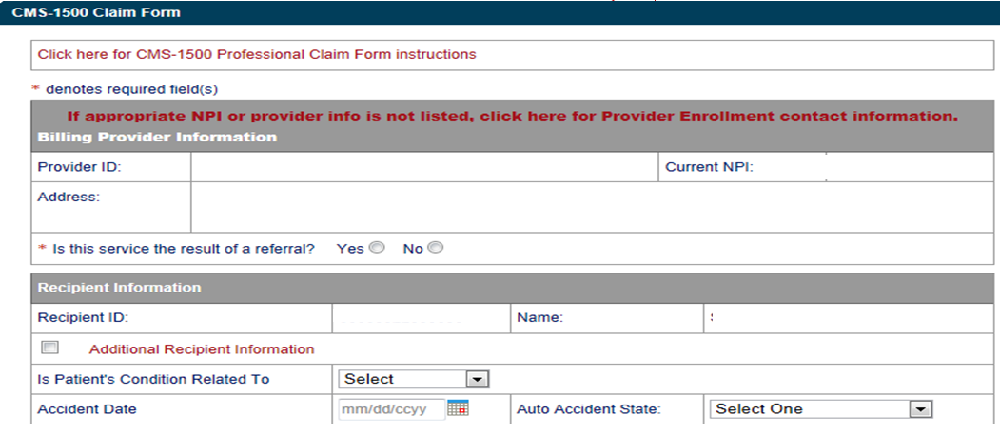 CMS-1500 Claim Form
Click here for CMS-1500 Professional Claim Form instructions
* denotes required field(s)
If appropriate NPI or provider info is not listed, click here for Provider Enrollment contact information.
Billing Provider Information
Provider ID: Current NPI:
Address:
* Is this service the result of a referral? Yes No
Recipient Information
Recipient ID: Name:
Additional Recipient Information
Is Patient's Condition Related To Select
Accident Date mm/dd/ccyy Auto Accident State: Select One